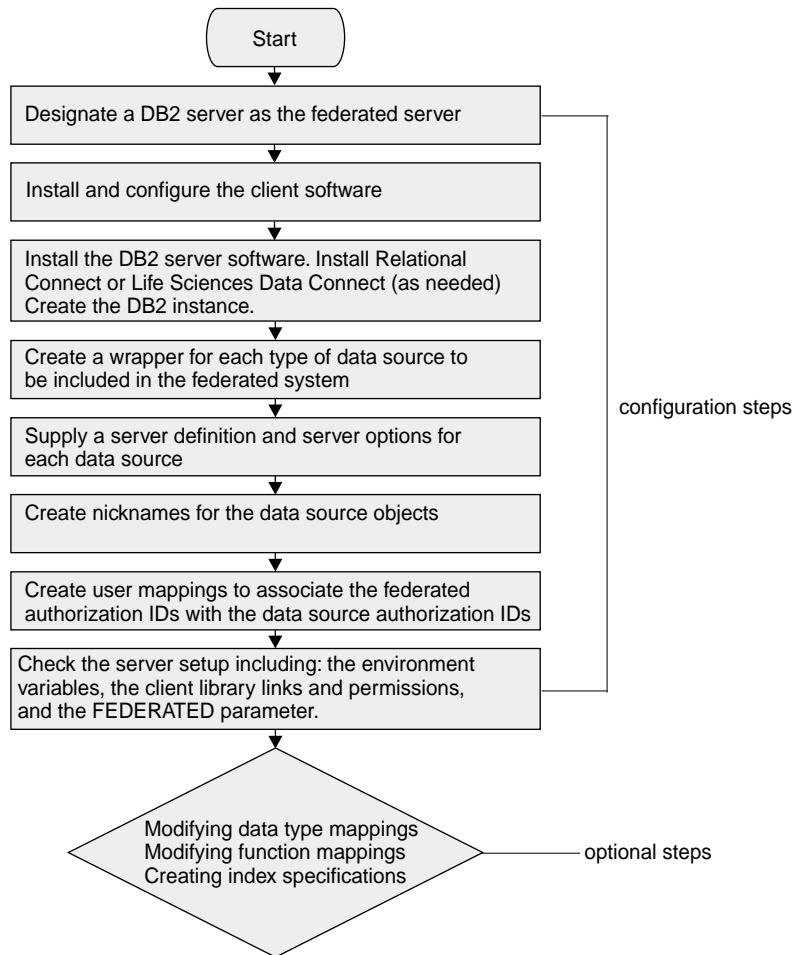 Start
Designate a DB2 server as the federated server
Install and configure the client software
Install the DB2 server software. Install Relational
Connect or Life Sciences Data Connect (as needed)
Create the DB2 instance.
Create a wrapper for each type of data source to
be included in the federated system
configuration steps
Supply a server definition and server options for
each data source
Create nicknames for the data source objects
Create user mappings to associate the federated
authorization IDs with the data source authorization IDs
Check the server setup including: the environment
variables, the client library links and permissions,
and the FEDERATED parameter.
Modifying data type mappings
Modifying function mappings
Creating index specifications
optional steps